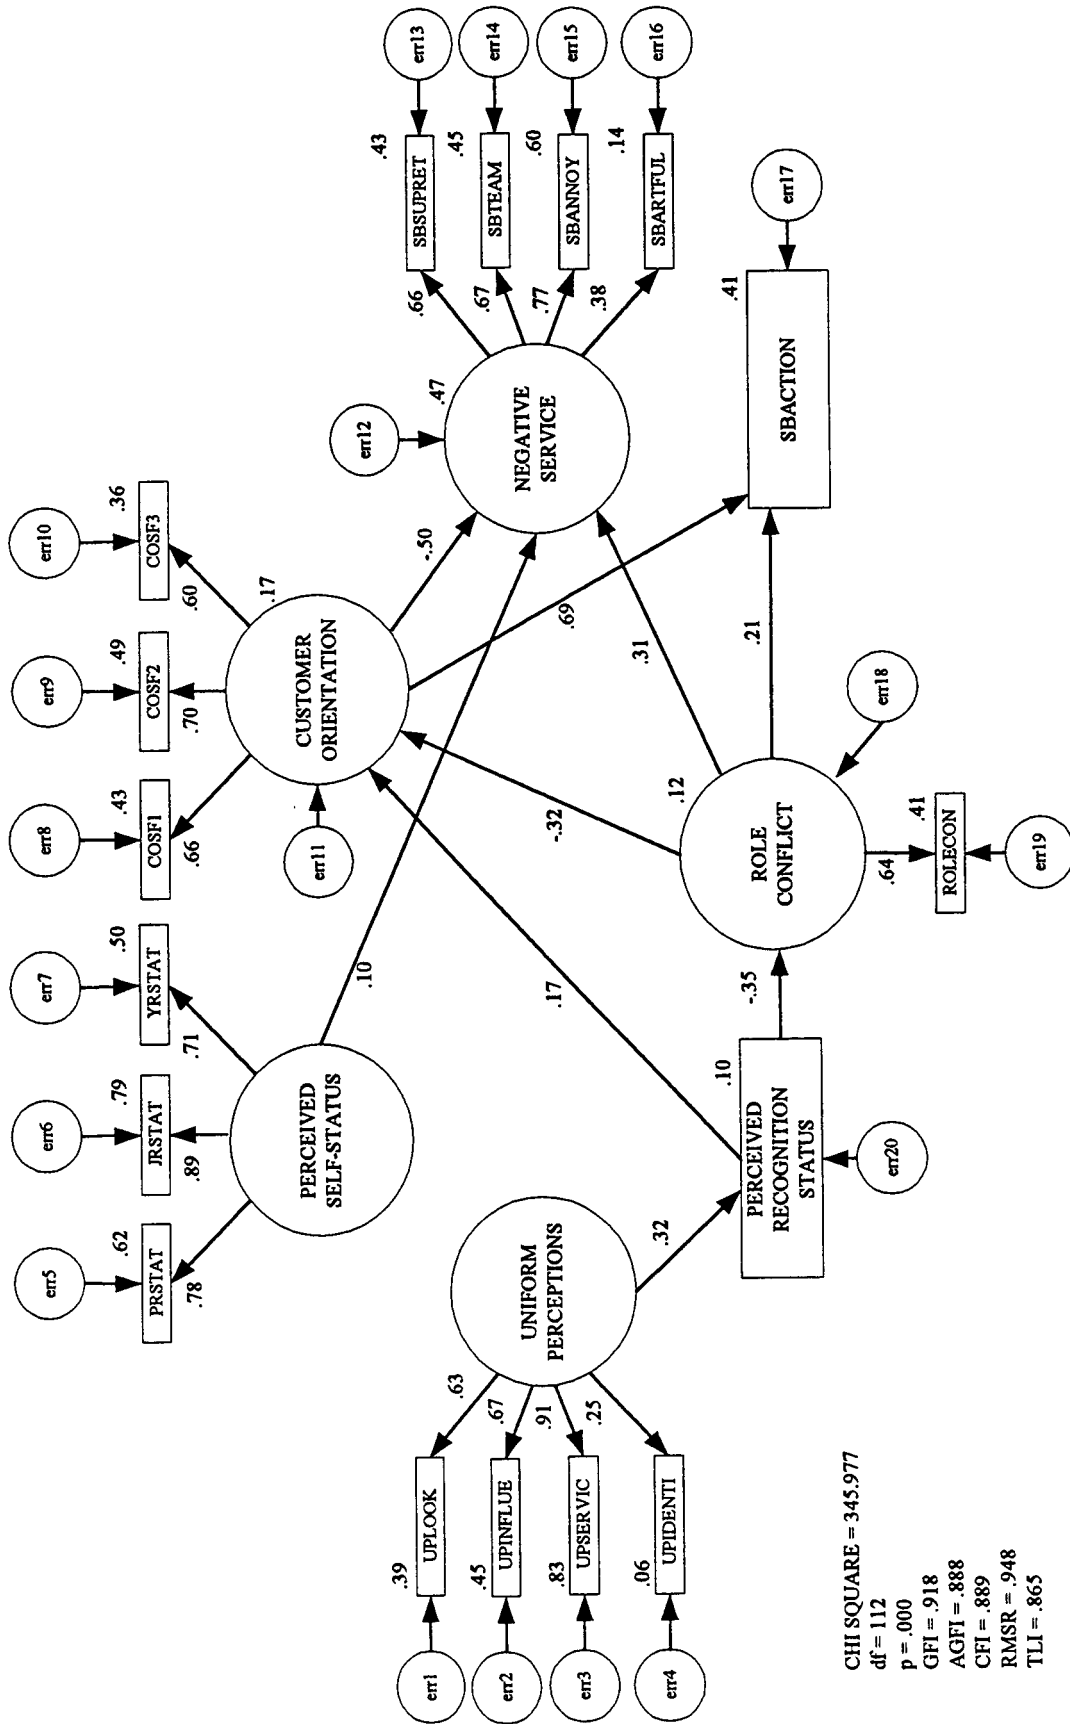 err5
err6
err7
err8
err9
err10
.62
.79
.50
.43
.49
.36
PRSTAT
JRSTAT
YRSTAT
COSF1
COSF2
COSF3
.78
.89
.71
.66
.70
.60
PERCEIVED
SELF-STATUS
err11
CUSTOMER
ORIENTATION
.17
err12
.10
-.50
.69
err1
err2
err3
err4
.39
.45
.83
.06
UPLOOK
UPINFLUE
UPSERVIC
UPIDENTI
.63
.67
.91
.25
UNIFORM
PERCEPTIONS
NEGATIVE
SERVICE
.47
.66
.67
.77
.38
SBSUPRET
SBTEAM
SBANNOY
SBARTFUL
.43
.45
.60
.14
err13
err14
err15
err16
.32
.17
-.32
.31
.21
PERCEIVED
RECOGNITION
STATUS
.10
err20
-.35
ROLE
CONFLICT
.12
err18
.64
ROLECON
.41
err19
SBACTION
.41
err17
CHI SQUARE = 345.977
df = 112
p = .000
GFI = .918
AGFI = .888
CFI = .889
RMSR = .948
TLI = .865